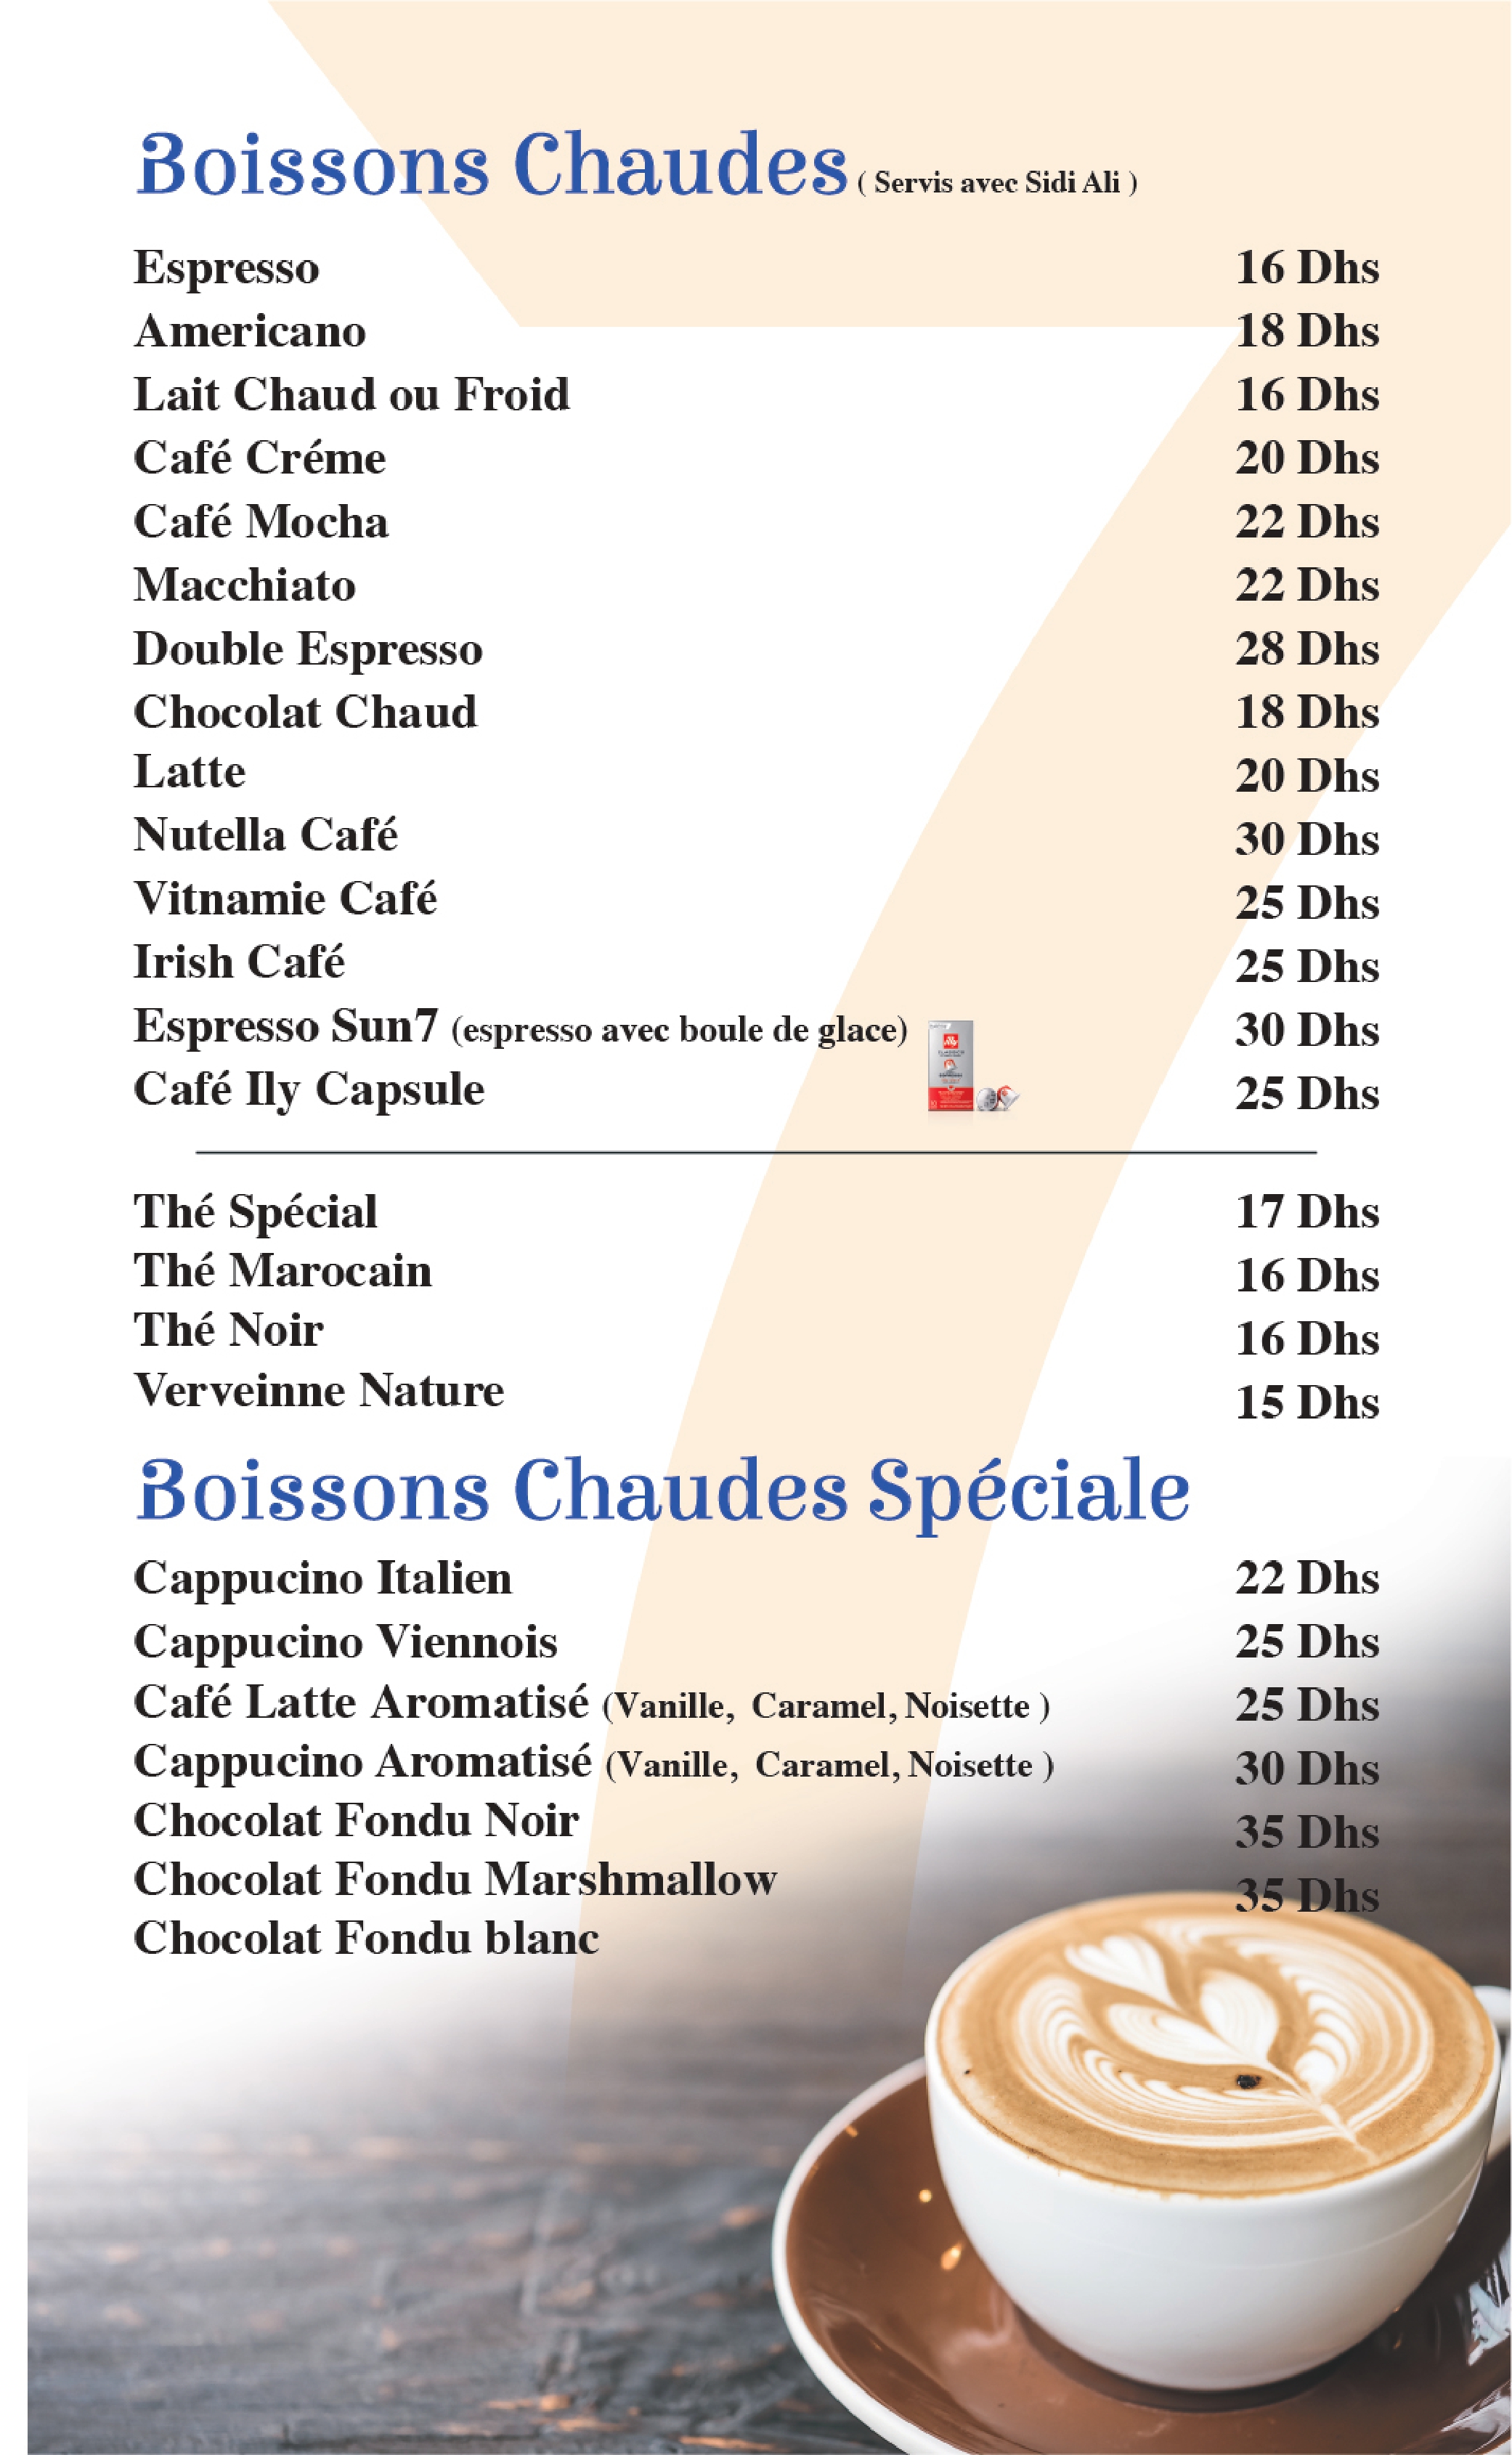 Boissons Chaudes ( Servis avec Sidi Ali )
Espresso 16 Dhs
Americano 18 Dhs
Lait Chaud ou Froid 16 Dhs
Café Créme 20 Dhs
Café Mocha 22 Dhs
Macchiato 22 Dhs
Double Espresso 28 Dhs
Chocolat Chaud 18 Dhs
Latte 20 Dhs
Nutella Café 30 Dhs
Vitnamie Café 25 Dhs
Irish Café 25 Dhs
Espresso Sun7 (espresso avec boule de glace) 30 Dhs
illy
Café Ily Capsule 25 Dhs
Thé Spécial 17 Dhs
Thé Marocain 16 Dhs
Thé Noir 16 Dhs
Verveinne Nature 15 Dhs
Boissons Chaudes Spéciale
Cappucino Italien 22 Dhs
Cappucino Viennois 25 Dhs
Café Latte Aromatisé (Vanille, Caramel, Noisette ) 25 Dhs
Cappucino Aromatisé (Vanille, Caramel, Noisette ) 30 Dhs
Chocolat Fondu Noir 35 Dhs
Chocolat Fondu Marshmallow 35 Dhs
Chocolat Fondu blanc